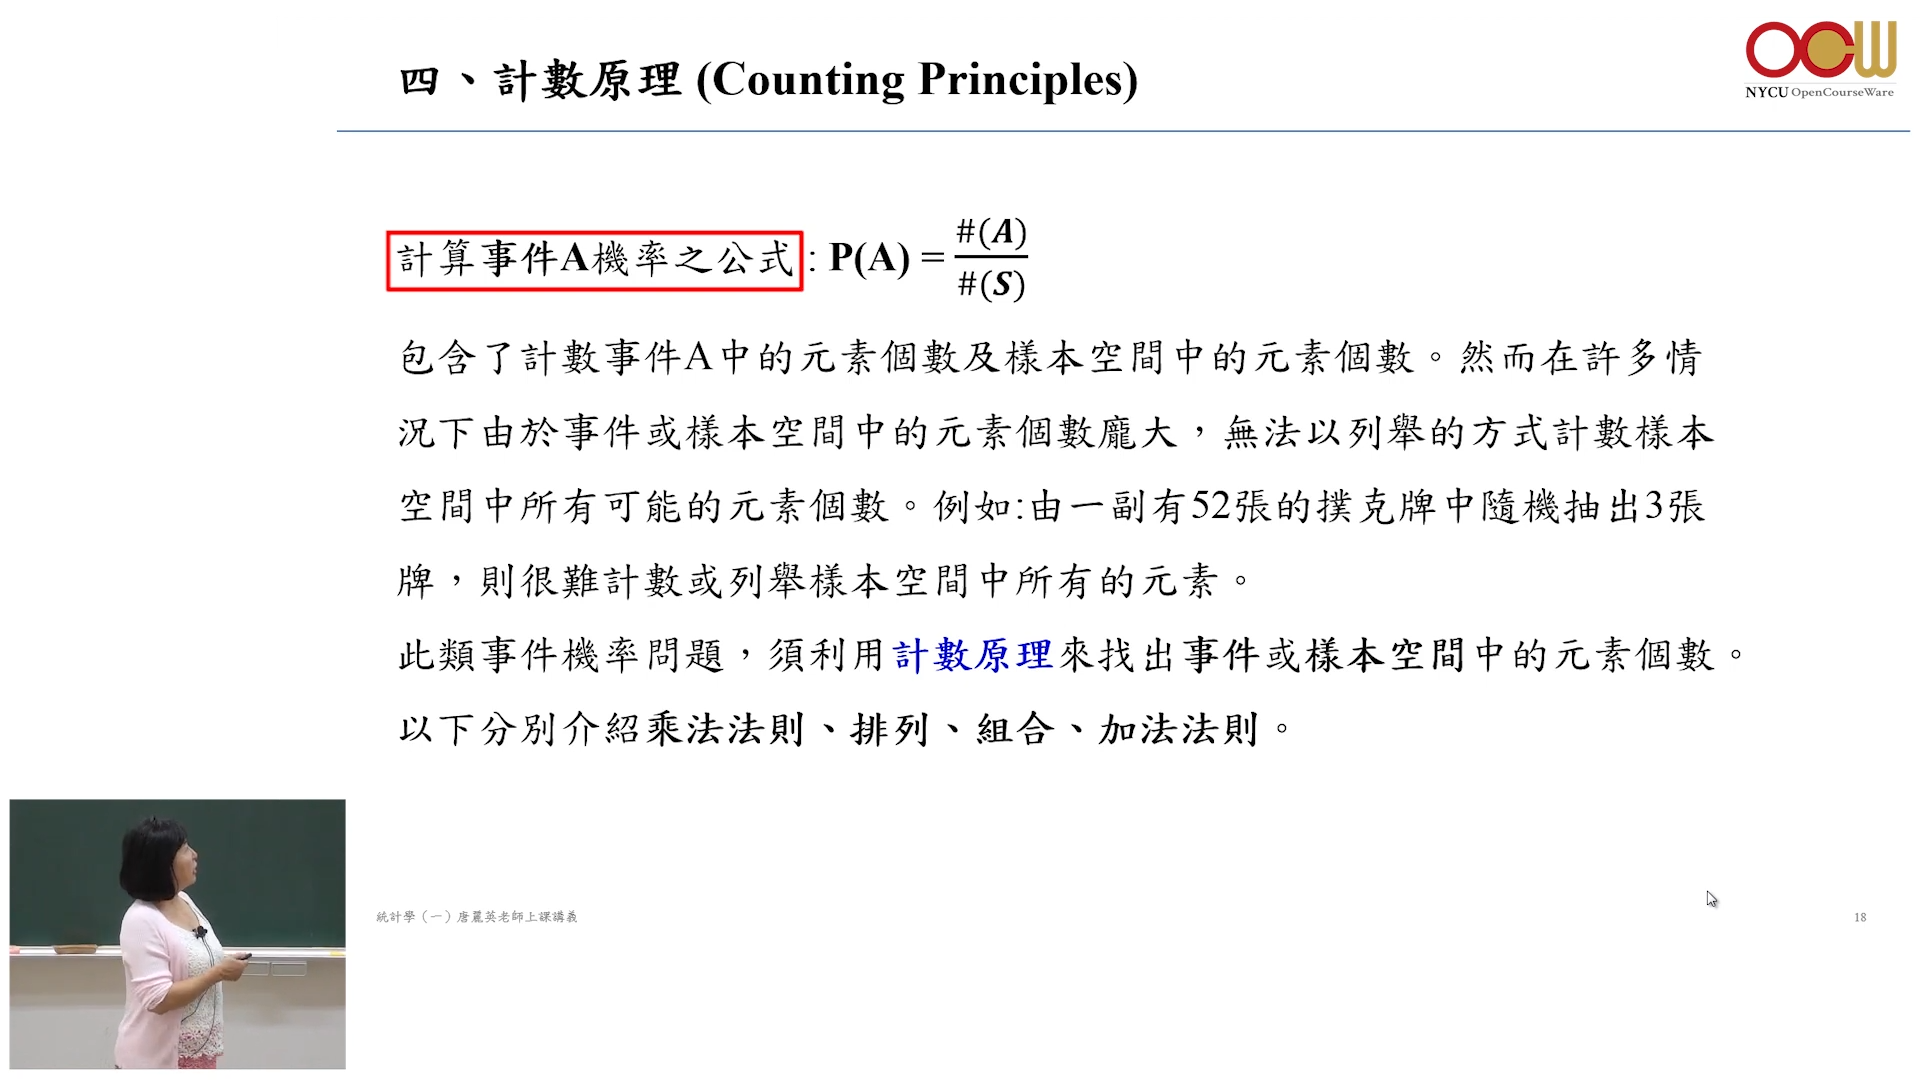 四、計數原理 (Counting Principles)
OCW
NYCU OpenCourseWare
計算事件A機率之公式 : P(A) = #(A) / #(S)
包含了計數事件A中的元素個數及樣本空間中的元素個數。然而在許多情
況下由於事件或樣本空間中的元素個數龐大，無法以列舉的方式計數樣本
空間中所有可能的元素個數。例如:由一副有52張的撲克牌中隨機抽出3張
牌，則很難計數或列舉樣本空間中所有的元素。
此類事件機率問題，須利用計數原理來找出事件或樣本空間中的元素個數。
以下分別介紹乘法法則、排列、組合、加法法則。
統計學（一）唐麗英老師上課講義
18